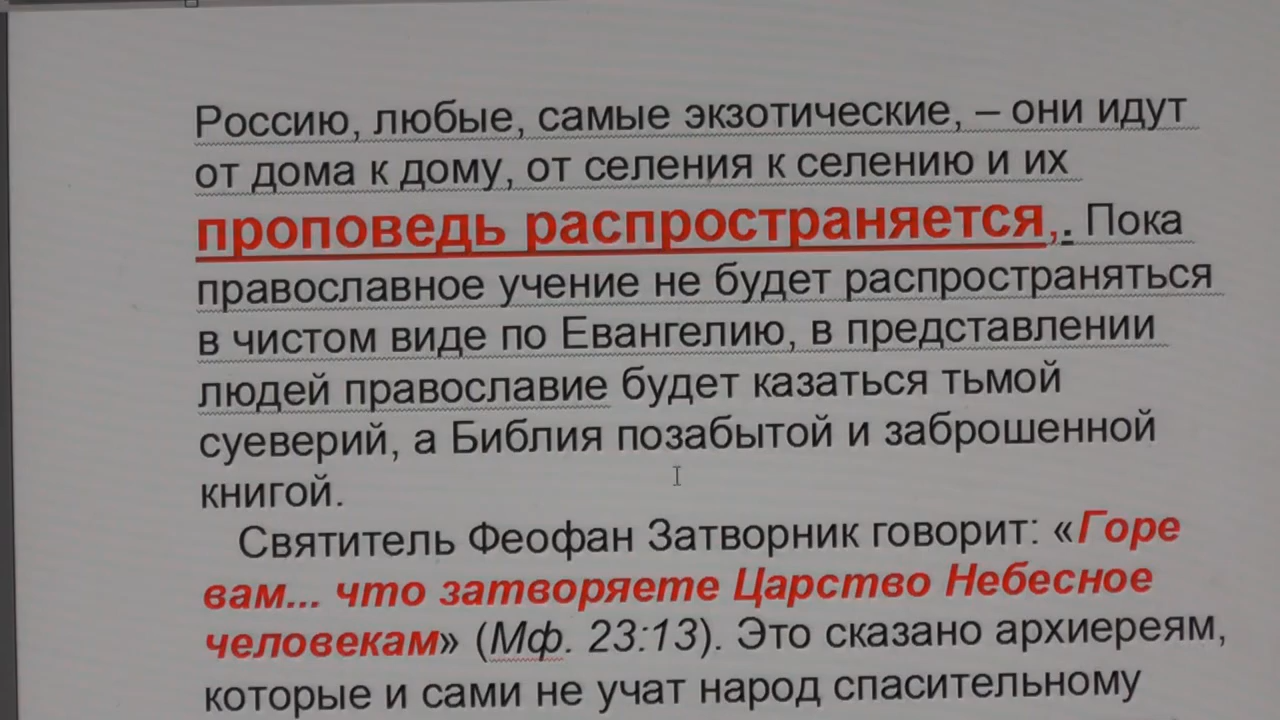 Россию, любые, самые экзотические, – они идут
от дома к дому, от селения к селению и их
проповедь распространяется,. Пока
православное учение не будет распространяться
в чистом виде по Евангелию, в представлении
людей православие будет казаться тьмой
суеверий, а Библия позабытой и заброшенной
книгой.
Святитель Феофан Затворник говорит: «Горе
вам... что затворяете Царство Небесное
человекам» (Мф. 23:13). Это сказано архиереям,
которые и сами не учат народ спасительному